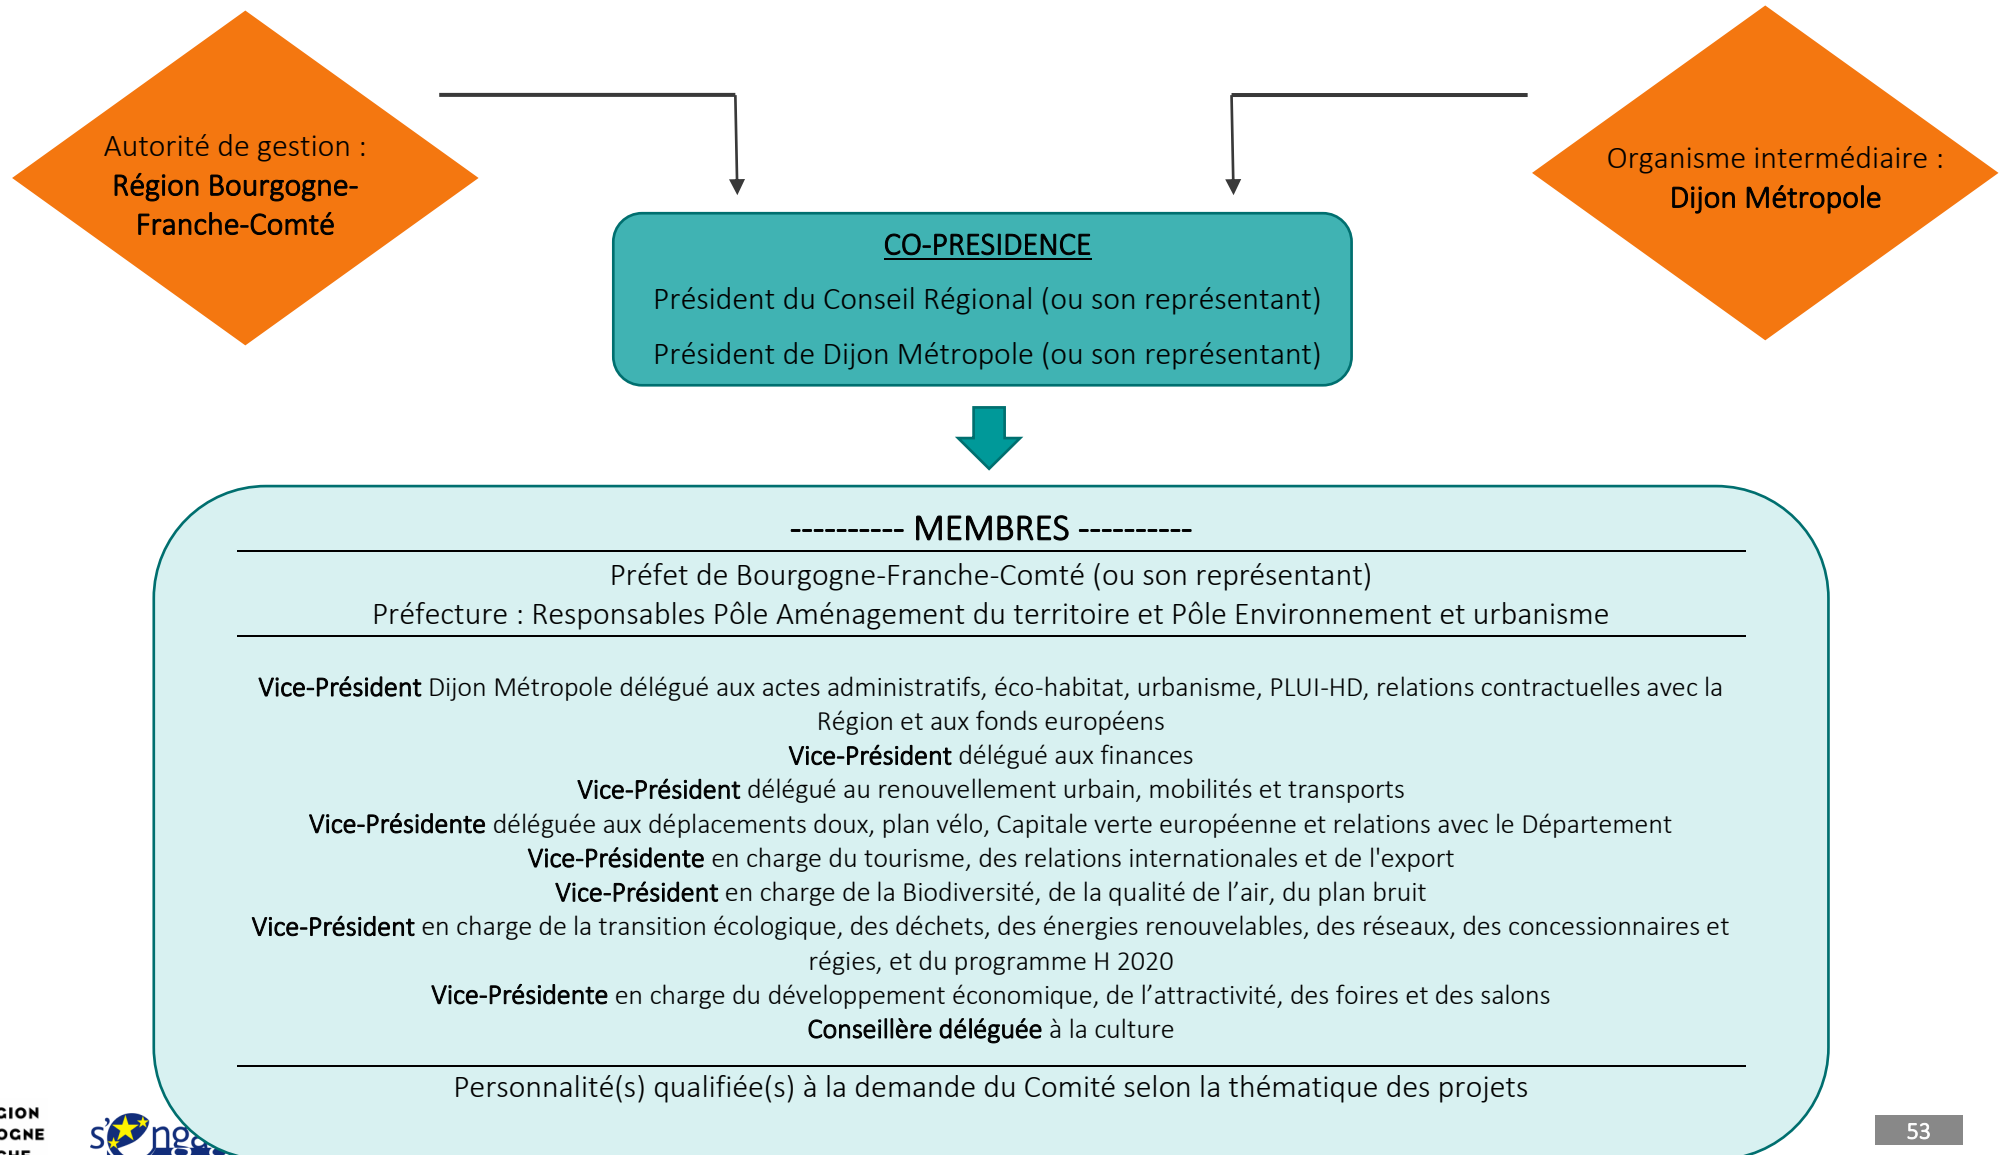 Autorité de gestion :
Région Bourgogne-
Franche-Comté
Organisme intermédiaire :
Dijon Métropole
CO-PRESIDENCE
Président du Conseil Régional (ou son représentant)
Président de Dijon Métropole (ou son représentant)
---------- MEMBRES ----------
Préfet de Bourgogne-Franche-Comté (ou son représentant)
Préfecture : Responsables Pôle Aménagement du territoire et Pôle Environnement et urbanisme
Vice-Président Dijon Métropole délégué aux actes administratifs, éco-habitat, urbanisme, PLUI-HD, relations contractuelles avec la
Région et aux fonds européens
Vice-Président délégué aux finances
Vice-Président délégué au renouvellement urbain, mobilités et transports
Vice-Présidente déléguée aux déplacements doux, plan vélo, Capitale verte européenne et relations avec le Département
Vice-Présidente en charge du tourisme, des relations internationales et de l'export
Vice-Président en charge de la Biodiversité, de la qualité de l’air, du plan bruit
Vice-Président en charge de la transition écologique, des déchets, des énergies renouvelables, des réseaux, des concessionnaires et
régies, et du programme H 2020
Vice-Présidente en charge du développement économique, de l’attractivité, des foires et des salons
Conseillère déléguée à la culture
Personnalité(s) qualifiée(s) à la demande du Comité selon la thématique des projets
53